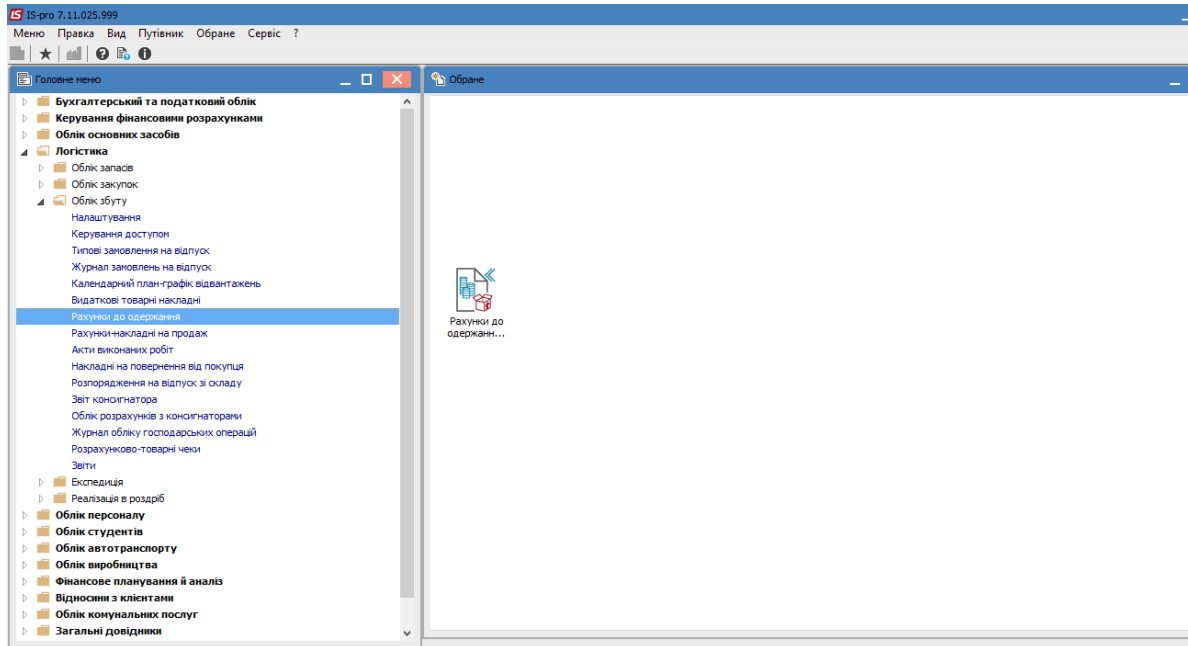 IS-pro 7.11.025.999
Меню Правка Вид Путівник Обране Сервіс ?
Головне меню
Бухгалтерський та податковий облік
Керування фінансовими розрахунками
Облік основних засобів
Логістика
Облік запасів
Облік закупок
Облік збуту
Налаштування
Керування доступом
Типові замовлення на відпуск
Журнал замовлень на відпуск
Календарний план-графік відвантажень
Видаткові товарні накладні
Рахунки до одержання
Рахунки-накладні на продаж
Акти виконаних робіт
Накладні на повернення від покупця
Розпорядження на відпуск зі складу
Звіт консигнатора
Облік розрахунків з консигнаторами
Журнал обліку господарських операцій
Розрахунково-товарні чеки
Звіти
Експедиція
Реалізація в роздріб
Облік персоналу
Облік студентів
Облік автотранспорту
Облік виробництва
Фінансове планування й аналіз
Відносини з клієнтами
Облік комунальних послуг
Загальні довідники
Обране
Рахунки до
одержанн...